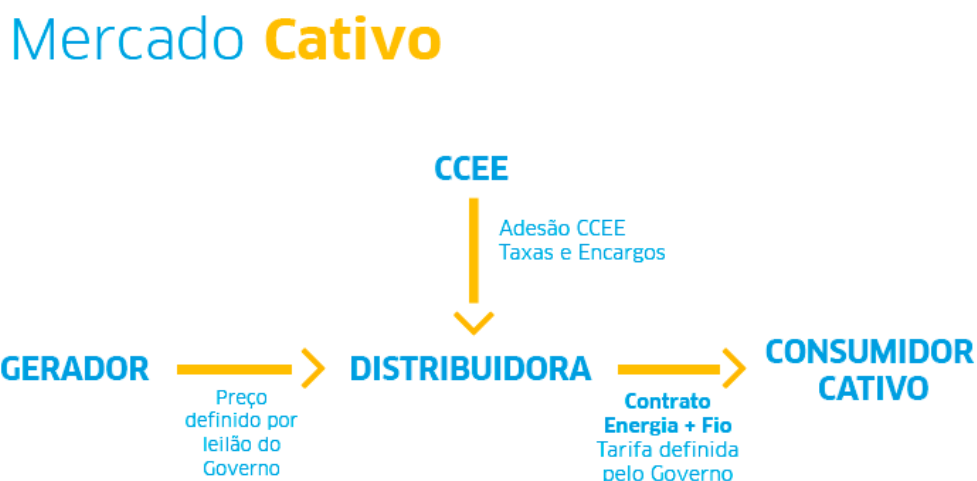 Mercado Cativo
CCEE
Adesão CCEE
Taxas e Encargos
GERADOR
Preço
definido por
leilão do
Governo
DISTRIBUIDORA
Contrato
Energia + Fio
Tarifa definida
pelo Governo
CONSUMIDOR
CATIVO